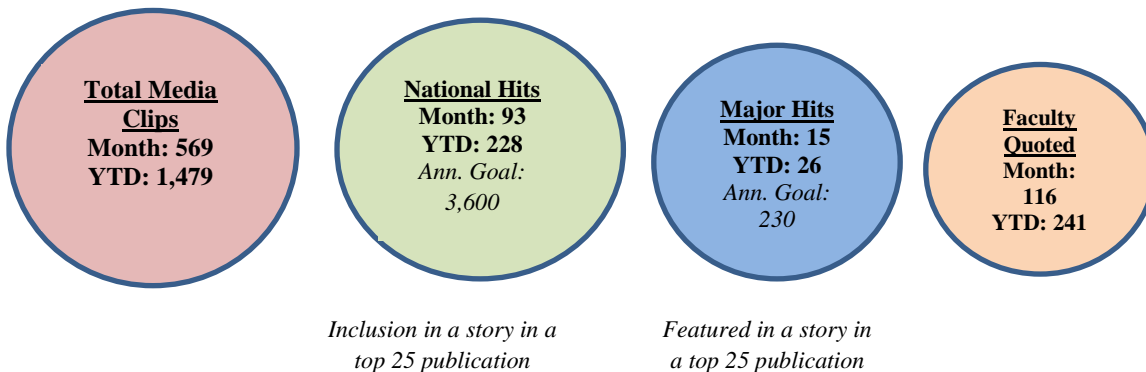 Total Media
Clips
Month: 569
YTD: 1,479
National Hits
Month: 93
YTD: 228
Ann. Goal:
3,600
Major Hits
Month: 15
YTD: 26
Ann. Goal:
230
Faculty
Quoted
Month:
116
YTD: 241
Inclusion in a story in a
top 25 publication
Featured in a story in
a top 25 publication